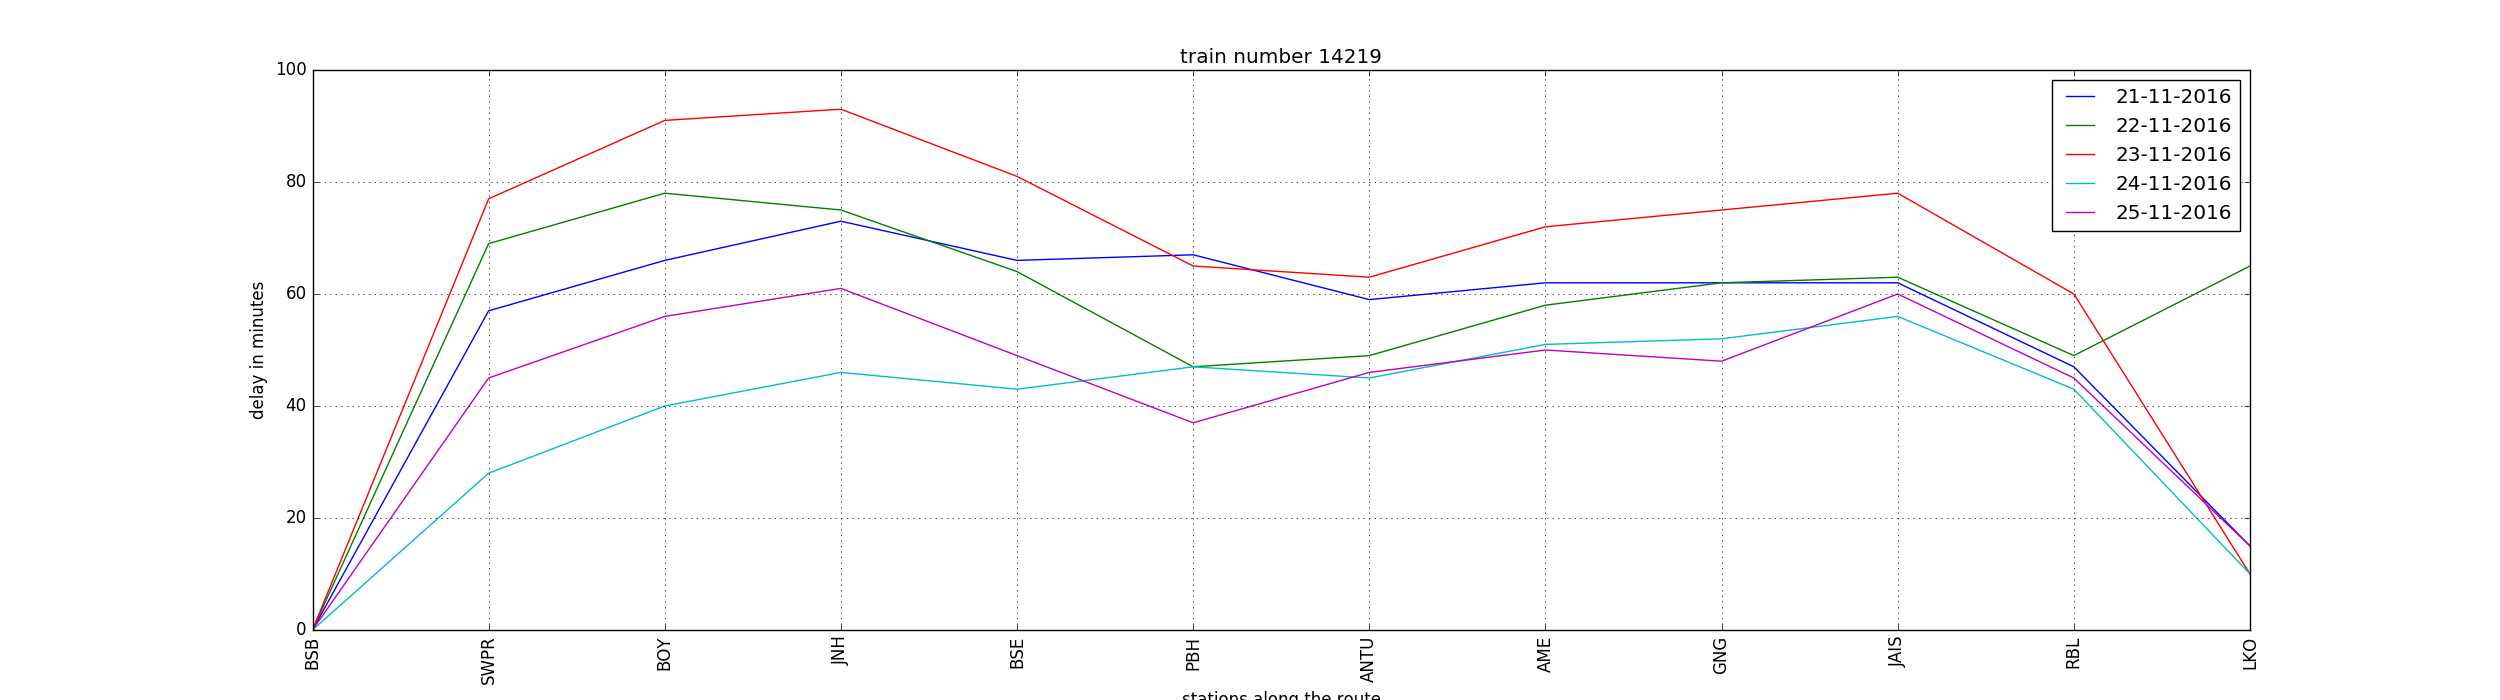 train number 14219
100
80
60
40
20
0
delay in minutes
21-11-2016
22-11-2016
23-11-2016
24-11-2016
25-11-2016
BSB
SWPR
BOY
JNH
BSE
PBH
ANTU
AME
GNG
JAIS
RBL
LKO
stations along the route